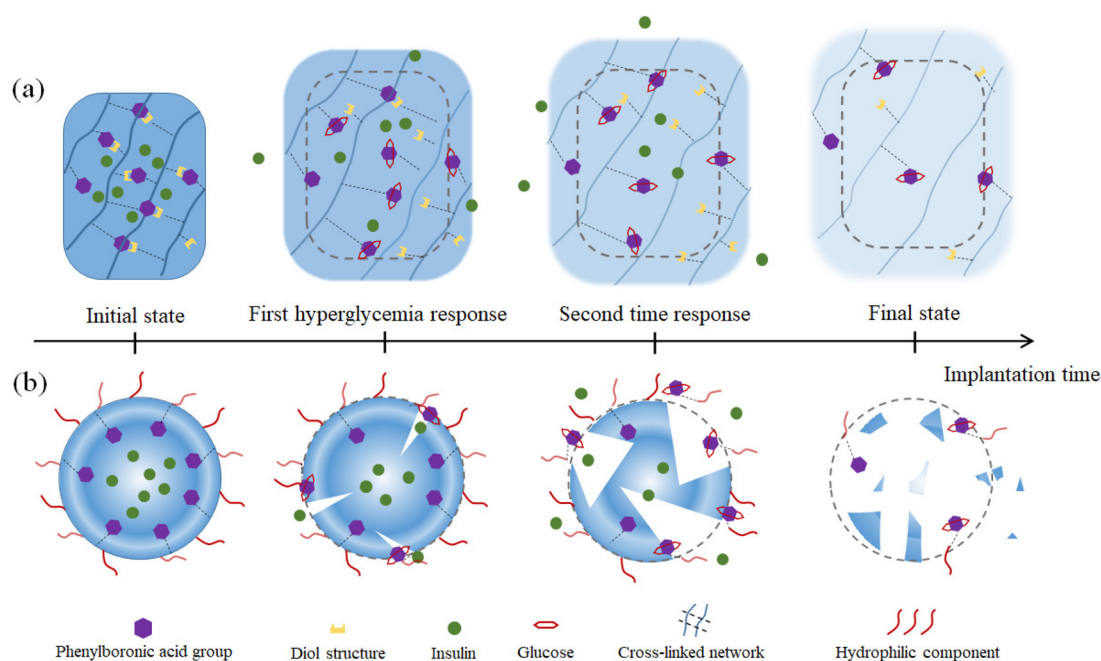 (a)
Initial state
First hyperglycemia response
Second time response
Final state
(b)
Implantation time
Phenylboronic acid group
Diol structure
Insulin
Glucose
Cross-linked network
Hydrophilic component